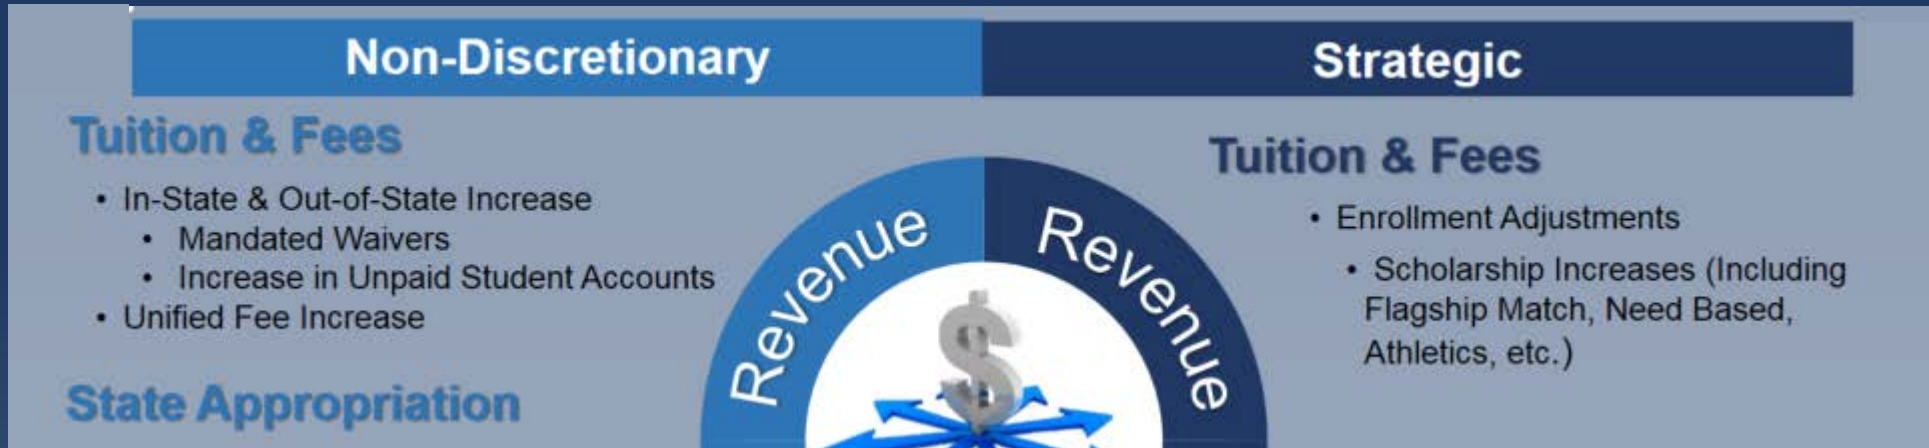 Non-Discretionary
Strategic
Tuition & Fees
• In-State & Out-of-State Increase
• Mandated Waivers
• Increase in Unpaid Student Accounts
• Unified Fee Increase
State Appropriation
Revenue
Revenue
$
Tuition & Fees
• Enrollment Adjustments
• Scholarship Increases (Including
Flagship Match, Need Based,
Athletics, etc.)